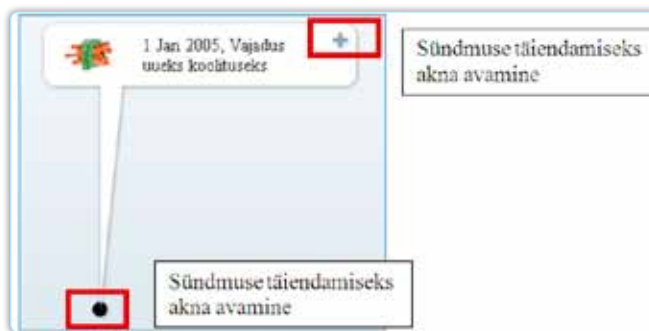 1 Jan 2005, Vajadus
uueks koolituseks
Sündmuse täiendamiseks
akna avamine
Sündmuse täiendamiseks
akna avamine